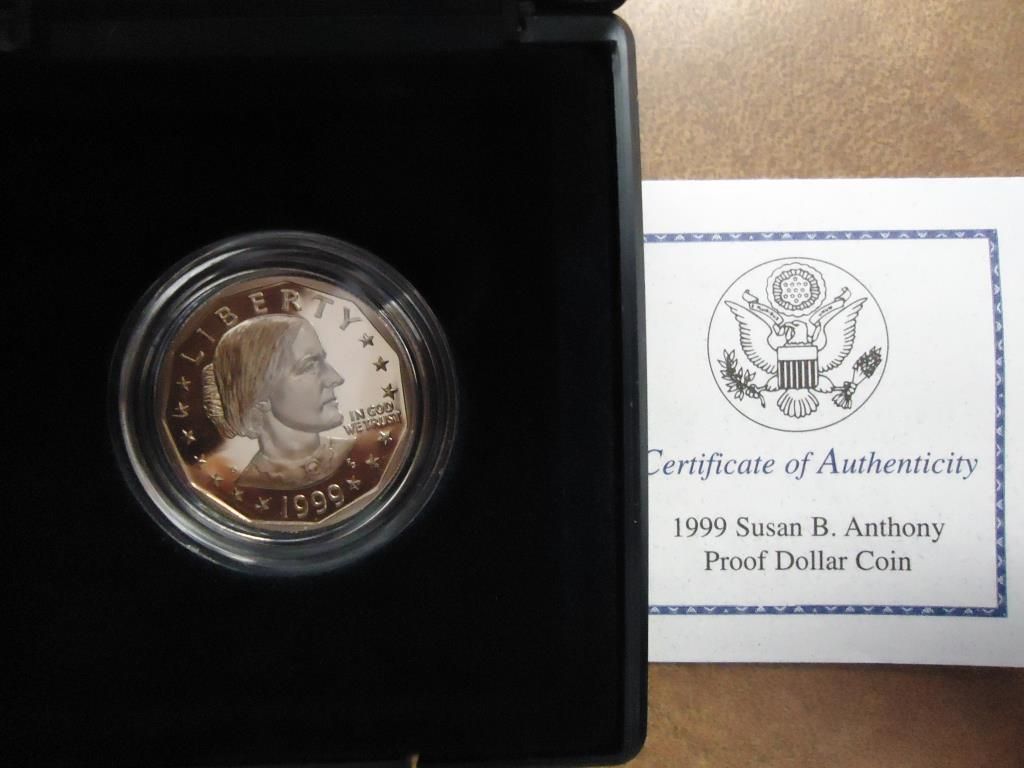 LIBERTY
IN GOD
WE TRUST
1999
Certificate of Authenticity
1999 Susan B. Anthony
Proof Dollar Coin